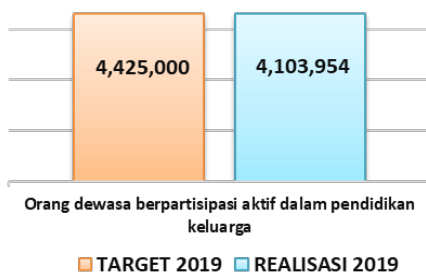 4,425,000
4,103,954
Orang dewasa berpartisipasi aktif dalam pendidikan
keluarga
TARGET 2019 REALISASI 2019